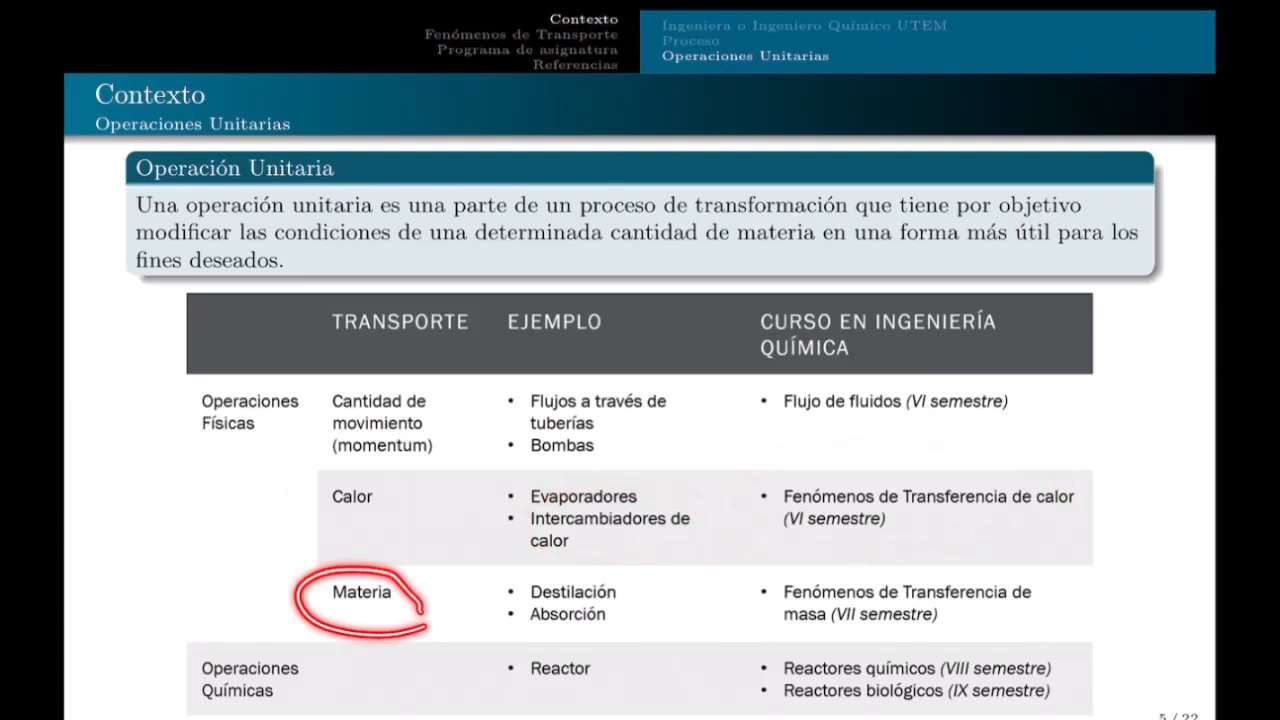 Contexto
Fenómenos de Transporte
Programa de asignatura
Referencias
Ingeniera o Ingeniero Químico UTEM
Proceso
Operaciones Unitarias
Contexto
Operaciones Unitarias
Operación Unitaria
Una operación unitaria es una parte de un proceso de transformación que tiene por objetivo
modificar las condiciones de una determinada cantidad de materia en una forma más útil para los
fines deseados.
TRANSPORTE EJEMPLO CURSO EN INGENIERÍA
QUÍMICA
Operaciones Cantidad de • Flujos a través de • Flujo de fluidos (VI semestre)
Físicas movimiento tuberías
(momentum) • Bombas
Calor • Evaporadores • Fenómenos de Transferencia de calor
• Intercambiadores de (VI semestre)
calor
Materia • Destilación • Fenómenos de Transferencia de
• Absorción masa (VII semestre)
Operaciones • Reactor • Reactores químicos (VIII semestre)
Químicas • Reactores biológicos (IX semestre)
5 / 22